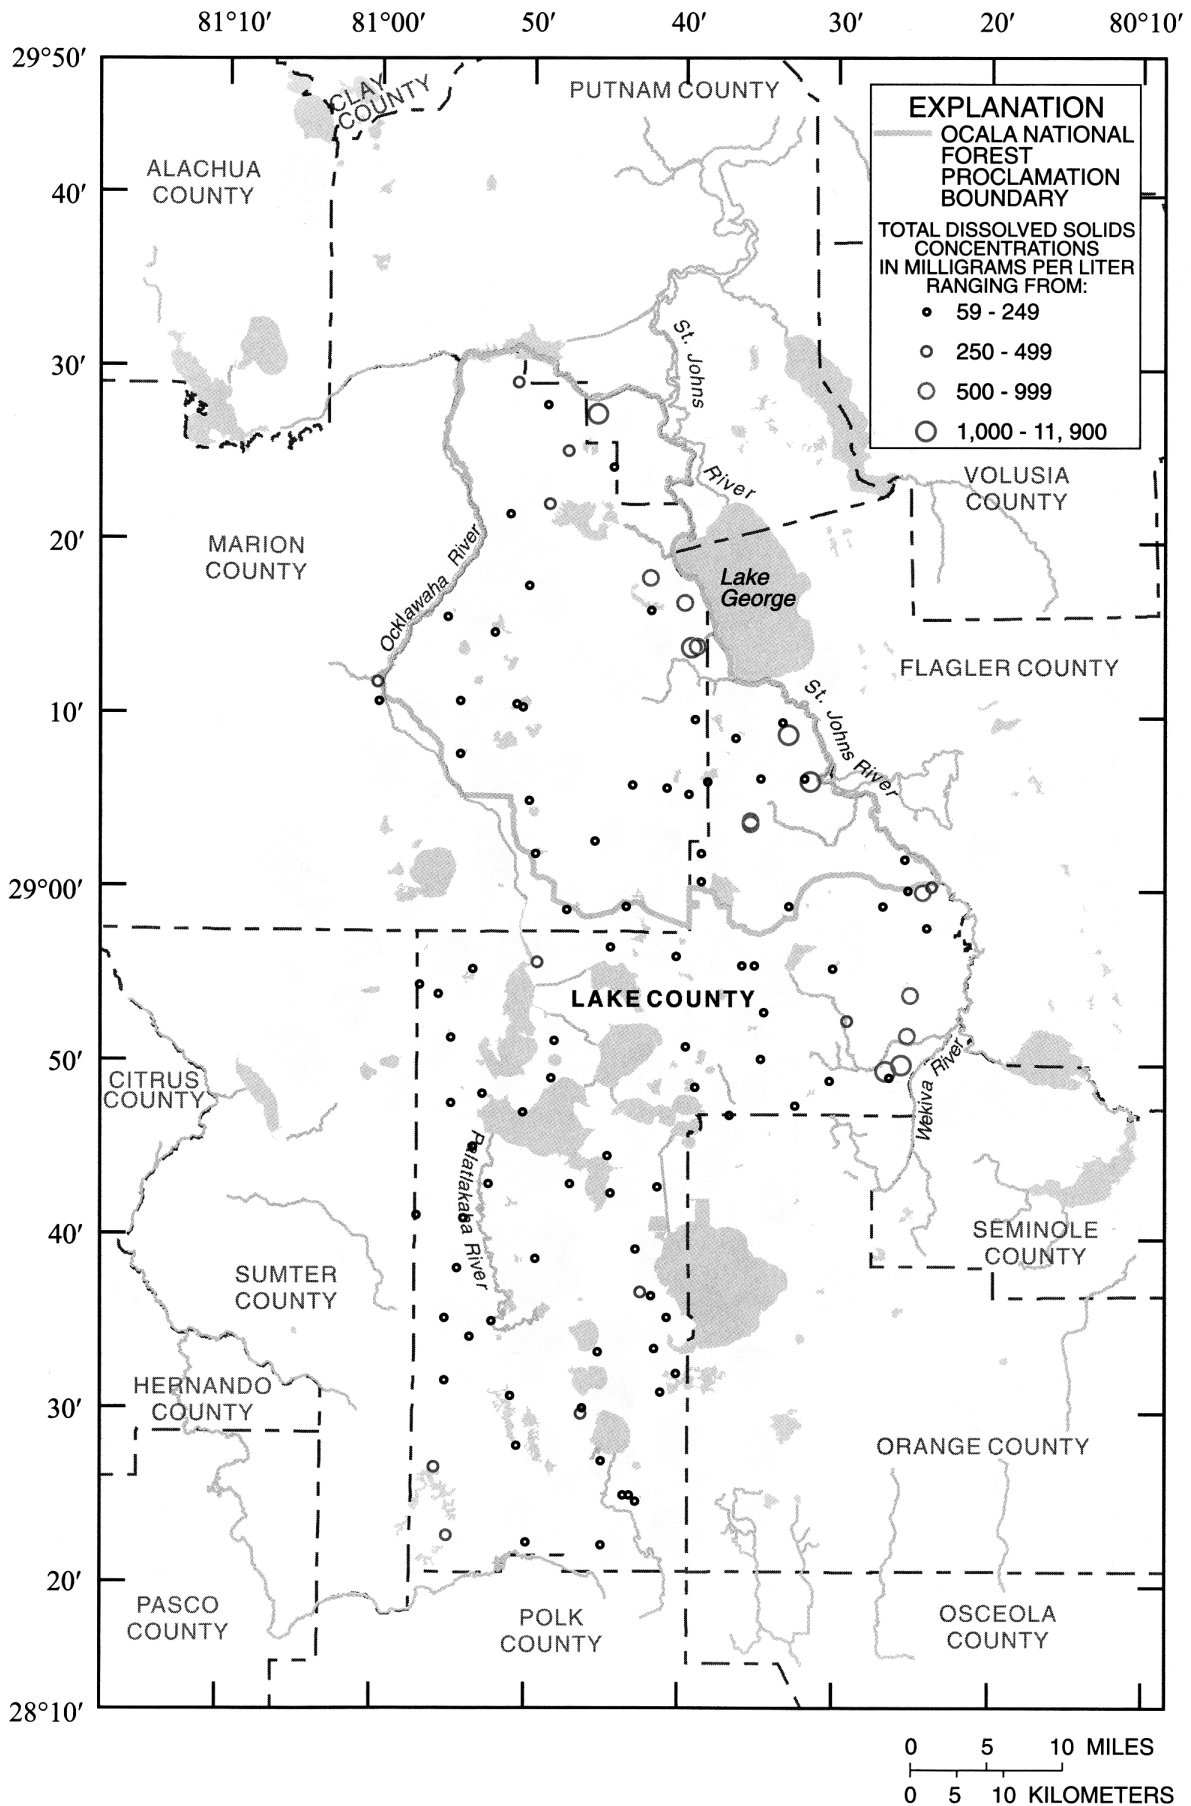 81°10′ 81°00′ 50′ 40′ 30′ 20′ 80°10′
29°50′
40′
30′
20′
10′
29°00′
50′
40′
30′
20′
28°10′
CLAY
COUNTY
PUTNAM COUNTY
ALACHUA
COUNTY
EXPLANATION
OCALA NATIONAL
FOREST
PROCLAMATION
BOUNDARY
TOTAL DISSOLVED SOLIDS
CONCENTRATIONS
IN MILLIGRAMS PER LITER
RANGING FROM:
59 - 249
250 - 499
500 - 999
1,000 - 11, 900
St. Johns
River
VOLUSIA
COUNTY
MARION
COUNTY
Ocklawaha River
Lake
George
FLAGLER COUNTY
St. Johns River
LAKE COUNTY
CITRUS
COUNTY
Wekiva River
Palatlakaha River
SEMINOLE
COUNTY
SUMTER
COUNTY
HERNANDO
COUNTY
ORANGE COUNTY
PASCO
COUNTY
POLK
COUNTY
OSCEOLA
COUNTY
0 5 10 MILES
0 5 10 KILOMETERS